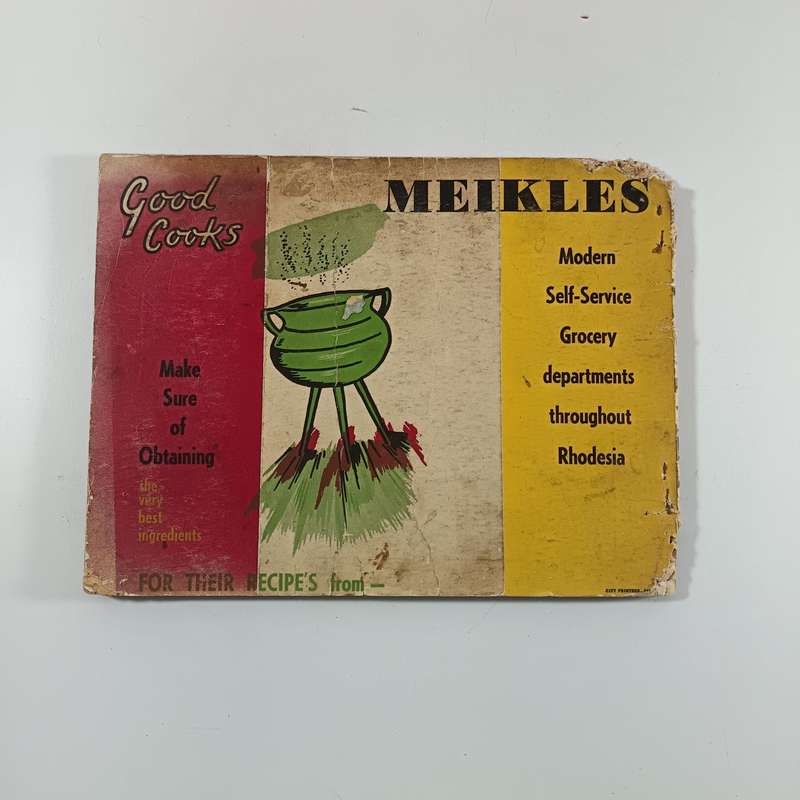 Good
Cooks
Make
Sure
of
Obtaining
the
very
best
ingredients
FOR THEIR RECIPE'S from —
MEIKLES
Modern
Self-Service
Grocery
departments
throughout
Rhodesia
PRINTERS